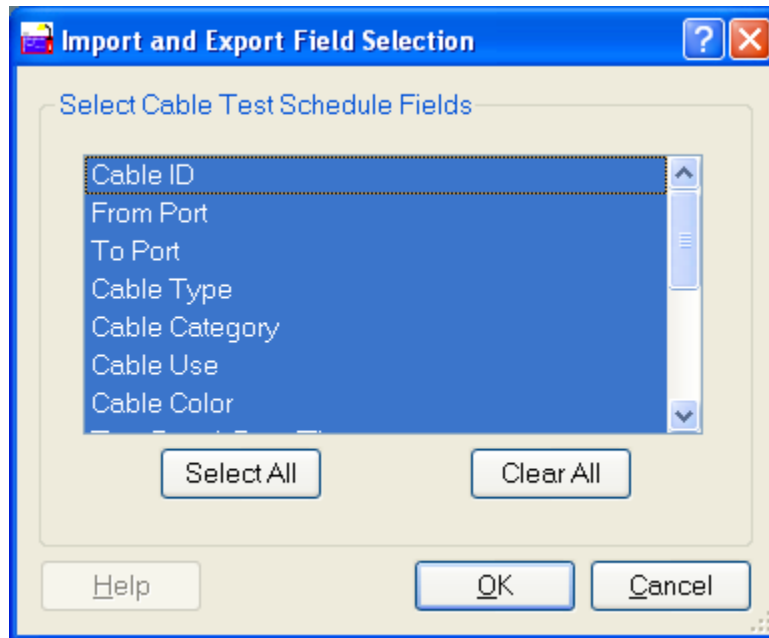 Import and Export Field Selection
Select Cable Test Schedule Fields
Cable ID
From Port
To Port
Cable Type
Cable Category
Cable Use
Cable Color
Select All Clear All
Help OK Cancel